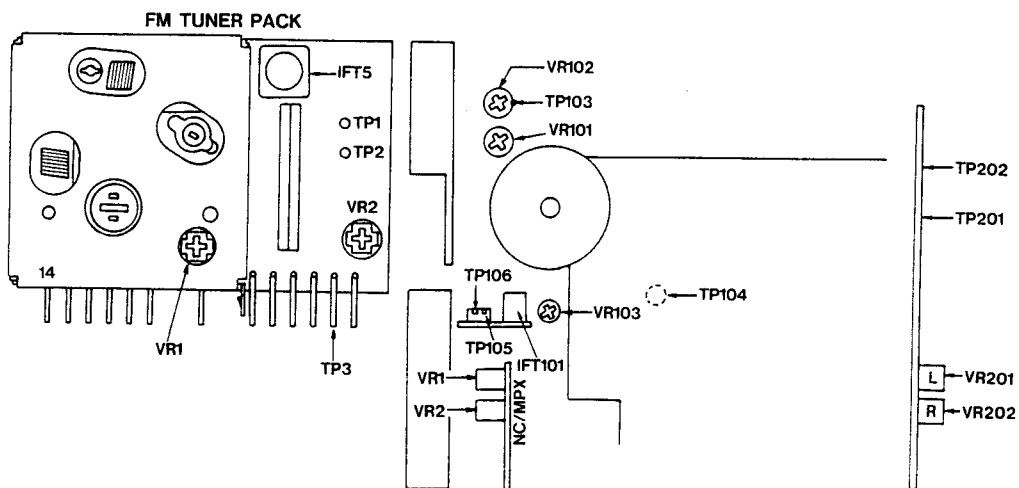 FM TUNER PACK
IFT5
TP1
TP2
VR2
14
VR1
TP3
VR102
TP103
VR101
TP202
TP201
TP106
TP105
IFT101
VR103
TP104
VR1
VR2
NC/MPX
L
VR201
R
VR202